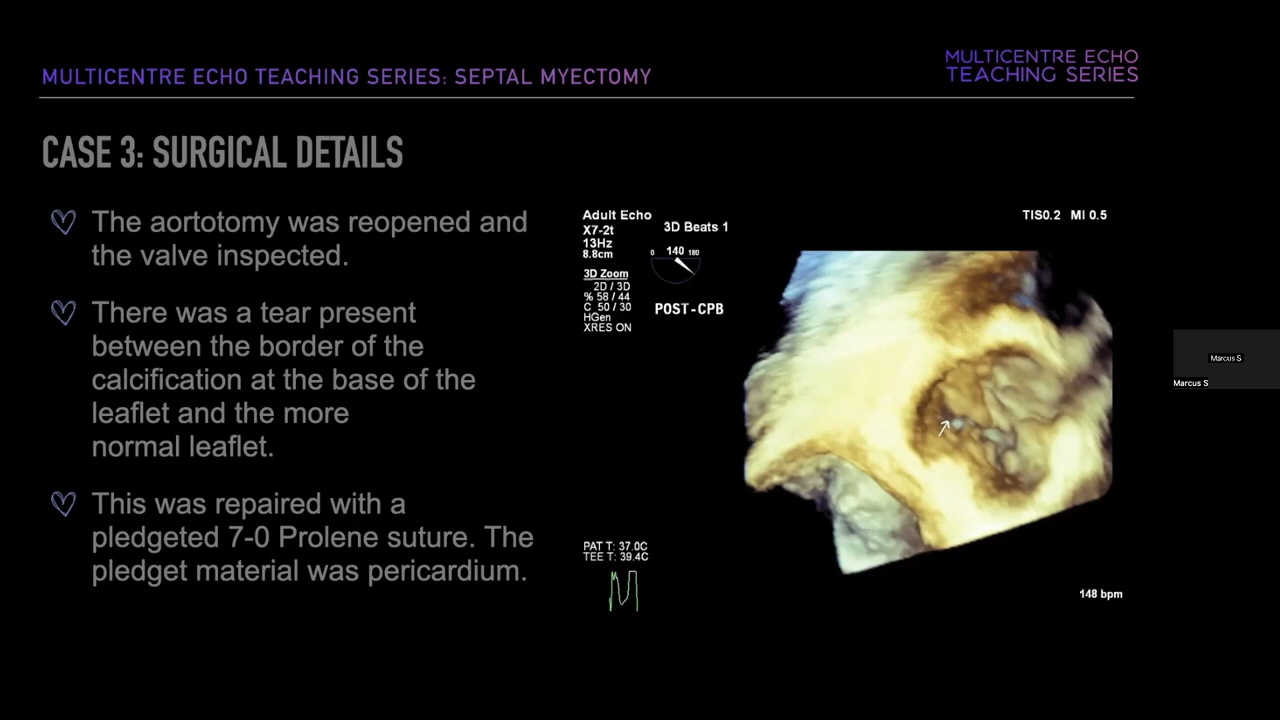 MULTICENTRE ECHO TEACHING SERIES: SEPTAL MYECTOMY
MULTICENTRE ECHO
TEACHING SERIES
CASE 3: SURGICAL DETAILS
The aortotomy was reopened and
the valve inspected.
There was a tear present
between the border of the
calcification at the base of the
leaflet and the more
normal leaflet.
This was repaired with a
pledgeted 7-0 Prolene suture. The
pledget material was pericardium.
Adult Echo
X7-2t
13Hz
8.8cm
3D Beats 1
0 140 180
3D Zoom
2D / 3D
% 58 / 44
C 50 / 30
HGen
XRES ON
POST-CPB
TIS0.2 MI 0.5
PAT T: 37.0C
TEE T: 39.4C
148 bpm
Marcus S
Marcus S